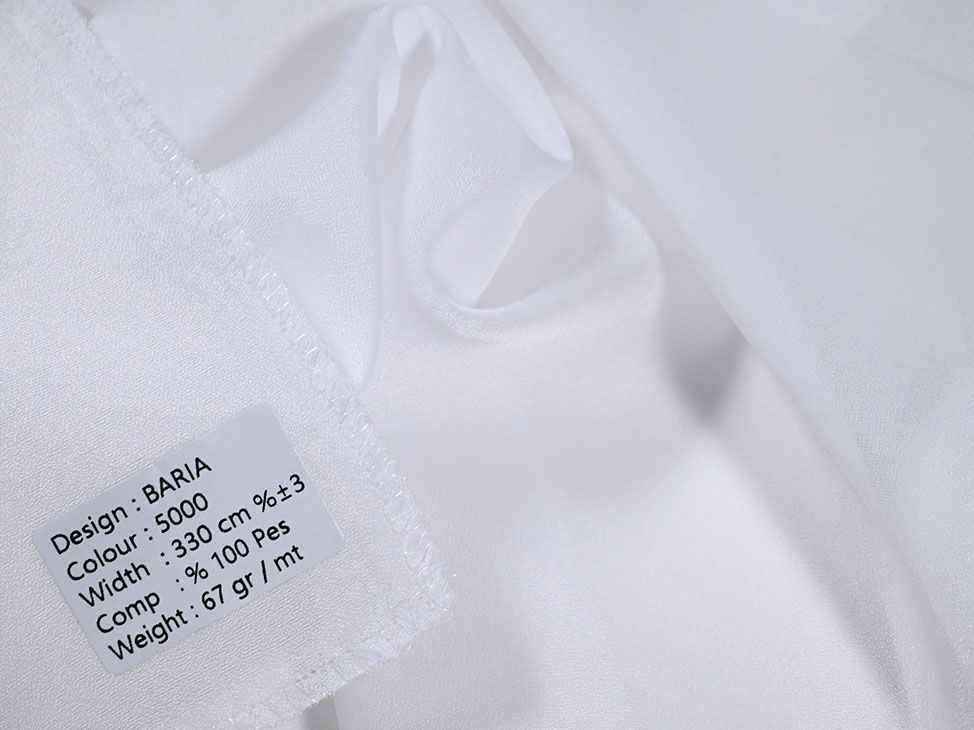 Design : BARIA
Colour : 5000
Width : 330 cm %±3
Comp : % 100 Pes
Weight : 67 gr / mt